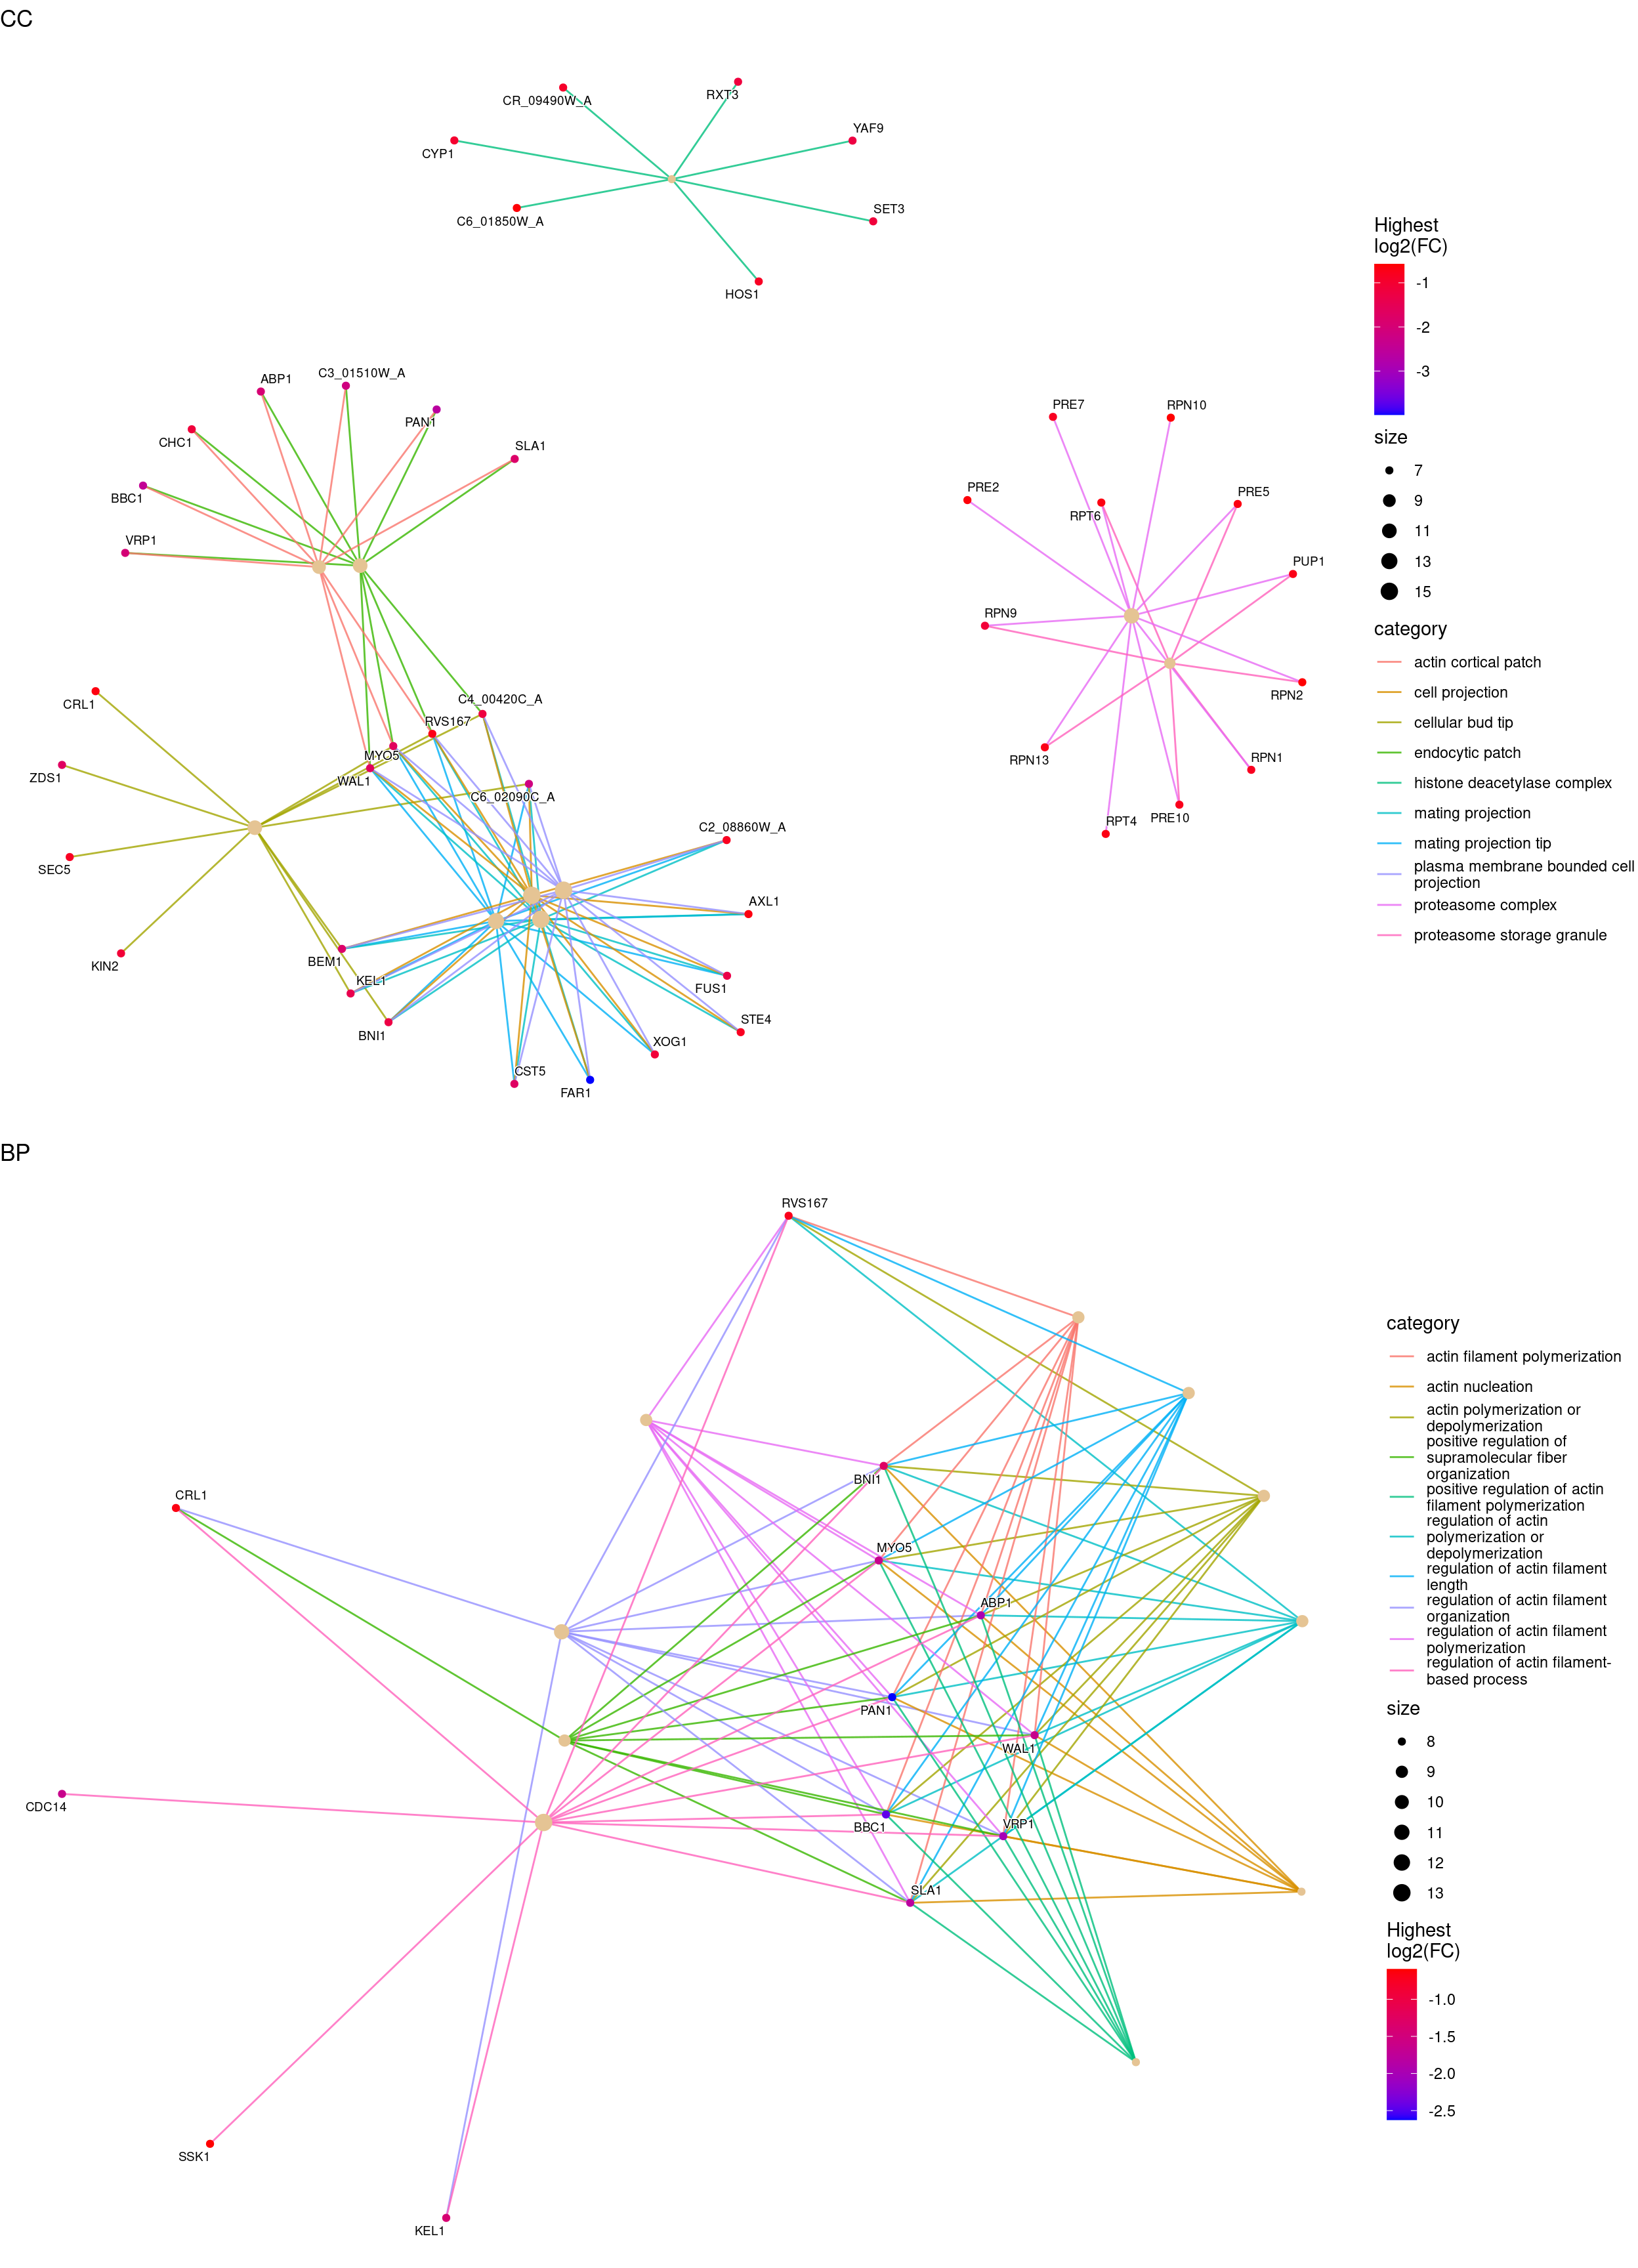 CC
CR_09490W_A
RXT3
YAF9
CYP1
C6_01850W_A
SET3
HOS1
ABP1
C3_01510W_A
PAN1
CHC1
SLA1
BBC1
VRP1
PRE7
RPN10
PRE2
RPT6
PRE5
PUP1
RPN9
RPN2
RPN13
RPN1
PRE10
RPT4
CRL1
C4_00420C_A
RVS167
MYO5
WAL1
ZDS1
C6_02090C_A
C2_08860W_A
SEC5
AXL1
KIN2
BEM1
KEL1
FUS1
BNI1
STE4
XOG1
CST5
FAR1
Highest
log2(FC)
-1
-2
-3
size
7
9
11
13
15
category
actin cortical patch
cell projection
cellular bud tip
endocytic patch
histone deacetylase complex
mating projection
mating projection tip
plasma membrane bounded cell
projection
proteasome complex
proteasome storage granule
BP
RVS167
BNI1
CRL1
MYO5
ABP1
PAN1
WAL1
CDC14
BBC1
VRP1
SLA1
SSK1
KEL1
category
actin filament polymerization
actin nucleation
actin polymerization or
depolymerization
positive regulation of
supramolecular fiber
organization
positive regulation of actin
filament polymerization
regulation of actin
polymerization or
depolymerization
regulation of actin filament
length
regulation of actin filament
organization
regulation of actin filament
polymerization
regulation of actin filament-
based process
size
8
9
10
11
12
13
Highest
log2(FC)
-1.0
-1.5
-2.0
-2.5